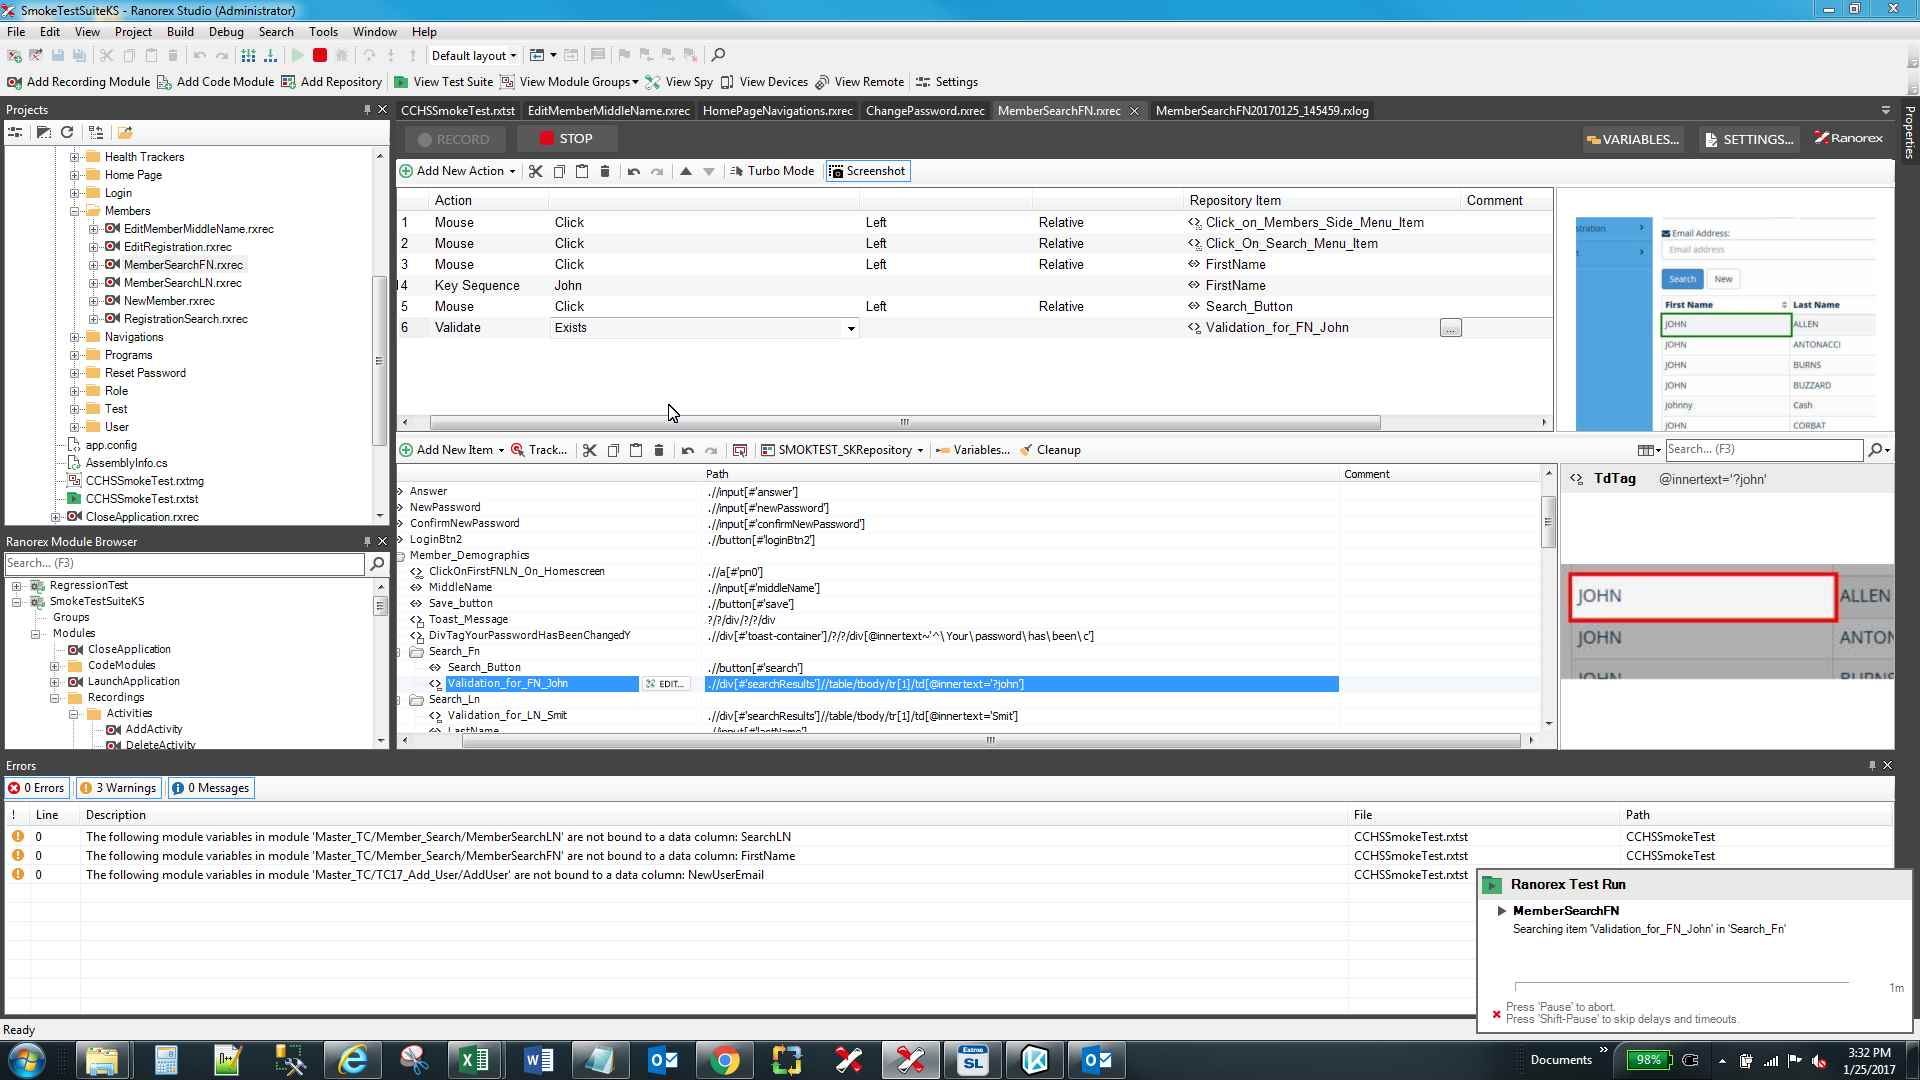 SmokeTestSuiteKS - Ranorex Studio (Administrator)
File Edit View Project Build Debug Search Tools Window Help
Default layout
Add Recording Module Add Code Module Add Repository View Test Suite View Module Groups View Spy View Devices View Remote Settings
Projects
CCHSSmokeTest.rxtst EditMemberMiddleName.rxrec HomePageNavigations.rxrec ChangePassword.rxrec MemberSearchFN.rxrec MemberSearchFN20170125_145459.rxlog
Properties
RECORD STOP VARIABLES... SETTINGS... Ranorex
Add New Action Turbo Mode Screenshot
Health Trackers
Home Page
Login
Members
EditMemberMiddleName.rxrec
EditRegistration.rxrec
MemberSearchFN.rxrec
MemberSearchLN.rxrec
NewMember.rxrec
RegistrationSearch.rxrec
Navigations
Programs
Reset Password
Role
Test
User
app.config
AssemblyInfo.cs
CCHSSmokeTest.rxtmg
CCHSSmokeTest.rxtst
CloseApplication.rxrec
Action Repository Item Comment
1 Mouse Click Left Relative Click_on_Members_Side_Menu_Item
2 Mouse Click Left Relative Click_On_Search_Menu_Item
3 Mouse Click Left Relative FirstName
4 Key Sequence John FirstName
5 Mouse Click Left Relative Search_Button
6 Validate Exists Validation_for_FN_John ...
stration
Email Address:
Email address
Search New
First Name Last Name
JOHN ALLEN
JOHN ANTONACCI
JOHN BURNS
JOHN BUZZARD
Johnny Cash
JOHN CORBAT
Add New Item Track... SMOKTEST_SKRepository Variables... Cleanup Search... (F3)
Path Comment
Answer .//input[#'answer']
NewPassword .//input[#'newPassword']
ConfirmNewPassword .//input[#'confirmNewPassword']
LoginBtn2 .//button[#'loginBtn2']
Member_Demographics
ClickOnFirstFNLN_On_Homescreen .//a[#'pn0']
MiddleName .//input[#'middleName']
Save_button .//button[#'save']
Toast_Message ?/?/div/?/?/div
DivTagYourPasswordHasBeenChangedY .//div[#'toast-container']/?/?/div[@innertext~'^\ Your\ password\ has\ been\ c']
Search_Fn
Search_Button .//button[#'search']
Validation_for_FN_John EDIT... .//div[#'searchResults']//table/tbody/tr[1]/td[@innertext='?john']
Search_Ln
Validation_for_LN_Smit .//div[#'searchResults']//table/tbody/tr[1]/td[@innertext='Smit']
LastName .//input[#'lastName']
TdTag @innertext='?john'
JOHN ALLEN
JOHN ANTON
JOHN BURNS
Ranorex Module Browser
Search... (F3)
RegressionTest
SmokeTestSuiteKS
Groups
Modules
CloseApplication
CodeModules
LaunchApplication
Recordings
Activities
AddActivity
DeleteActivity
Errors
0 Errors 3 Warnings 0 Messages
! Line Description File Path
0 The following module variables in module 'Master_TC/Member_Search/MemberSearchLN' are not bound to a data column: SearchLN CCHSSmokeTest.rxtst CCHSSmokeTest
0 The following module variables in module 'Master_TC/Member_Search/MemberSearchFN' are not bound to a data column: FirstName CCHSSmokeTest.rxtst CCHSSmokeTest
0 The following module variables in module 'Master_TC/TC17_Add_User/AddUser' are not bound to a data column: NewUserEmail CCHSSmokeTest.rxtst
Ranorex Test Run
MemberSearchFN
Searching item 'Validation_for_FN_John' in 'Search_Fn'
1m
Press 'Pause' to abort.
Press 'Shift-Pause' to skip delays and timeouts.
Ready
Extmo
SL
Documents
98%
3:32 PM
1/25/2017